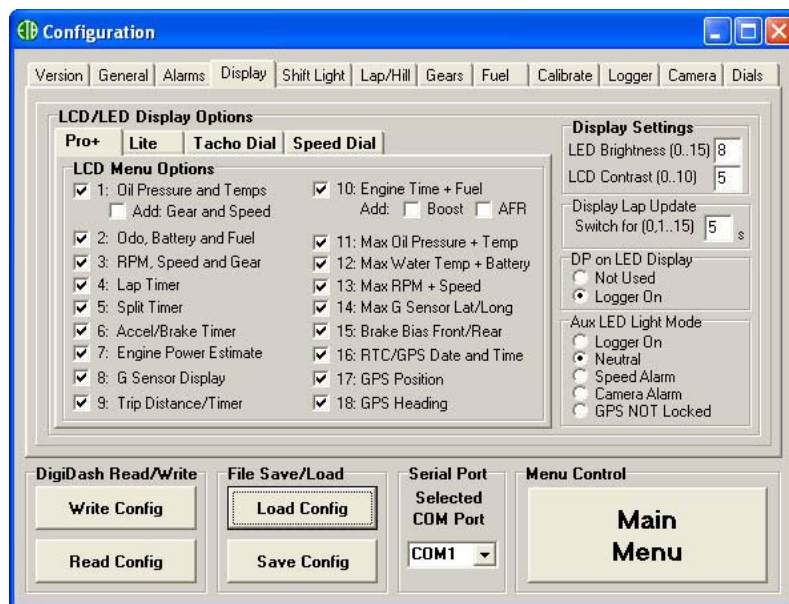 ETB Configuration
Version General Alarms Display Shift Light Lap/Hill Gears Fuel Calibrate Logger Camera Dials
LCD/LED Display Options
Pro+ Lite Tacho Dial Speed Dial
LCD Menu Options
1: Oil Pressure and Temps
Add: Gear and Speed
2: Odo, Battery and Fuel
3: RPM, Speed and Gear
4: Lap Timer
5: Split Timer
6: Accel/Brake Timer
7: Engine Power Estimate
8: G Sensor Display
9: Trip Distance/Timer
10: Engine Time + Fuel
Add: Boost AFR
11: Max Oil Pressure + Temp
12: Max Water Temp + Battery
13: Max RPM + Speed
14: Max G Sensor Lat/Long
15: Brake Bias Front/Rear
16: RTC/GPS Date and Time
17: GPS Position
18: GPS Heading
Display Settings
LED Brightness (0..15) 8
LCD Contrast (0..10) 5
Display Lap Update
Switch for (0,1..15) 5 s
DP on LED Display
Not Used
Logger On
Aux LED Light Mode
Logger On
Neutral
Speed Alarm
Camera Alarm
GPS NOT Locked
DigiDash Read/Write
Write Config
Read Config
File Save/Load
Load Config
Save Config
Serial Port
Selected
COM Port
COM1
Menu Control
Main
Menu